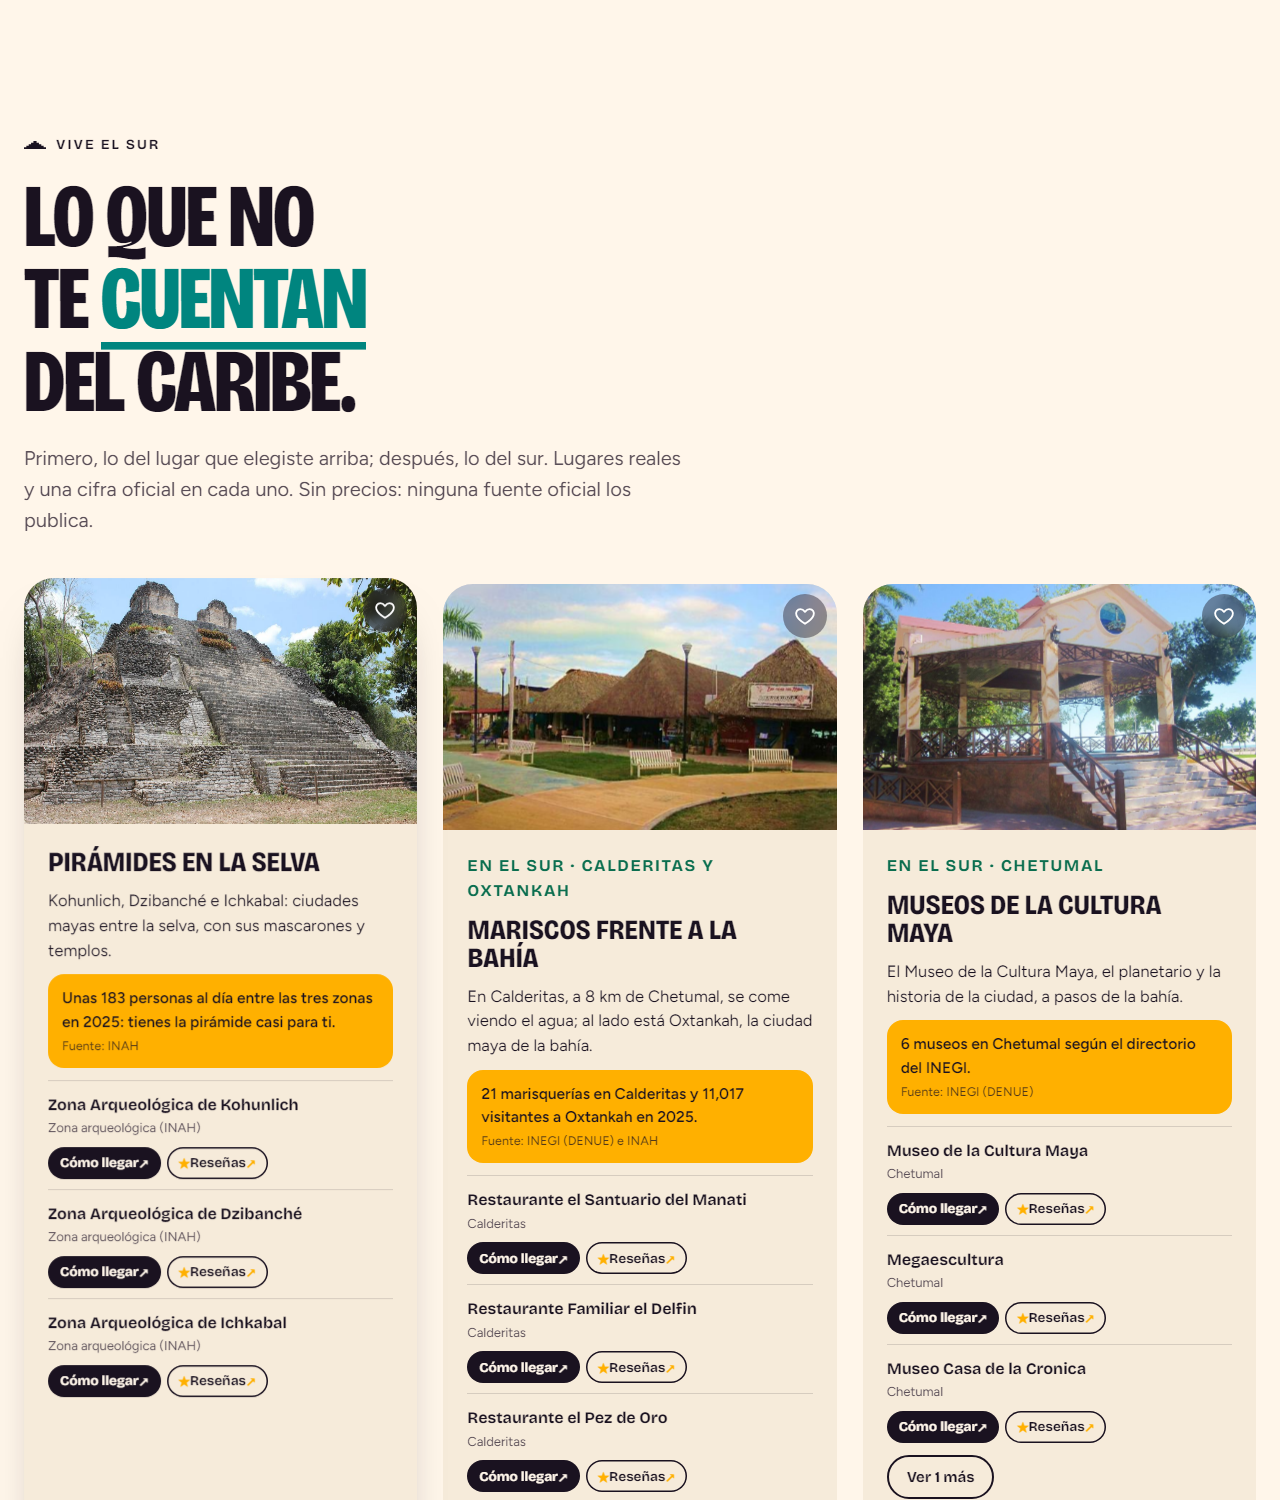 VIVE EL SUR
LO QUE NO
TE CUENTAN
DEL CARIBE.
Primero, lo del lugar que elegiste arriba; después, lo del sur. Lugares reales
y una cifra oficial en cada uno. Sin precios: ninguna fuente oficial los
publica.
PIRÁMIDES EN LA SELVA
Kohunlich, Dzibanché e Ichkabal: ciudades
mayas entre la selva, con sus mascarones y
templos.
Unas 183 personas al día entre las tres zonas
en 2025: tienes la pirámide casi para ti.
Fuente: INAH
Zona Arqueológica de Kohunlich
Zona arqueológica (INAH)
Cómo llegar↗ ★Reseñas↗
Zona Arqueológica de Dzibanché
Zona arqueológica (INAH)
Cómo llegar↗ ★Reseñas↗
Zona Arqueológica de Ichkabal
Zona arqueológica (INAH)
Cómo llegar↗ ★Reseñas↗
EN EL SUR · CALDERITAS Y
OXTANKAH
MARISCOS FRENTE A LA
BAHÍA
En Calderitas, a 8 km de Chetumal, se come
viendo el agua; al lado está Oxtankah, la ciudad
maya de la bahía.
21 marisquerías en Calderitas y 11,017
visitantes a Oxtankah en 2025.
Fuente: INEGI (DENUE) e INAH
Restaurante el Santuario del Manati
Calderitas
Cómo llegar↗ ★Reseñas↗
Restaurante Familiar el Delfin
Calderitas
Cómo llegar↗ ★Reseñas↗
Restaurante el Pez de Oro
Calderitas
Cómo llegar↗ ★Reseñas↗
EN EL SUR · CHETUMAL
MUSEOS DE LA CULTURA
MAYA
El Museo de la Cultura Maya, el planetario y la
historia de la ciudad, a pasos de la bahía.
6 museos en Chetumal según el directorio
del INEGI.
Fuente: INEGI (DENUE)
Museo de la Cultura Maya
Chetumal
Cómo llegar↗ ★Reseñas↗
Megaescultura
Chetumal
Cómo llegar↗ ★Reseñas↗
Museo Casa de la Cronica
Chetumal
Cómo llegar↗ ★Reseñas↗
Ver 1 más